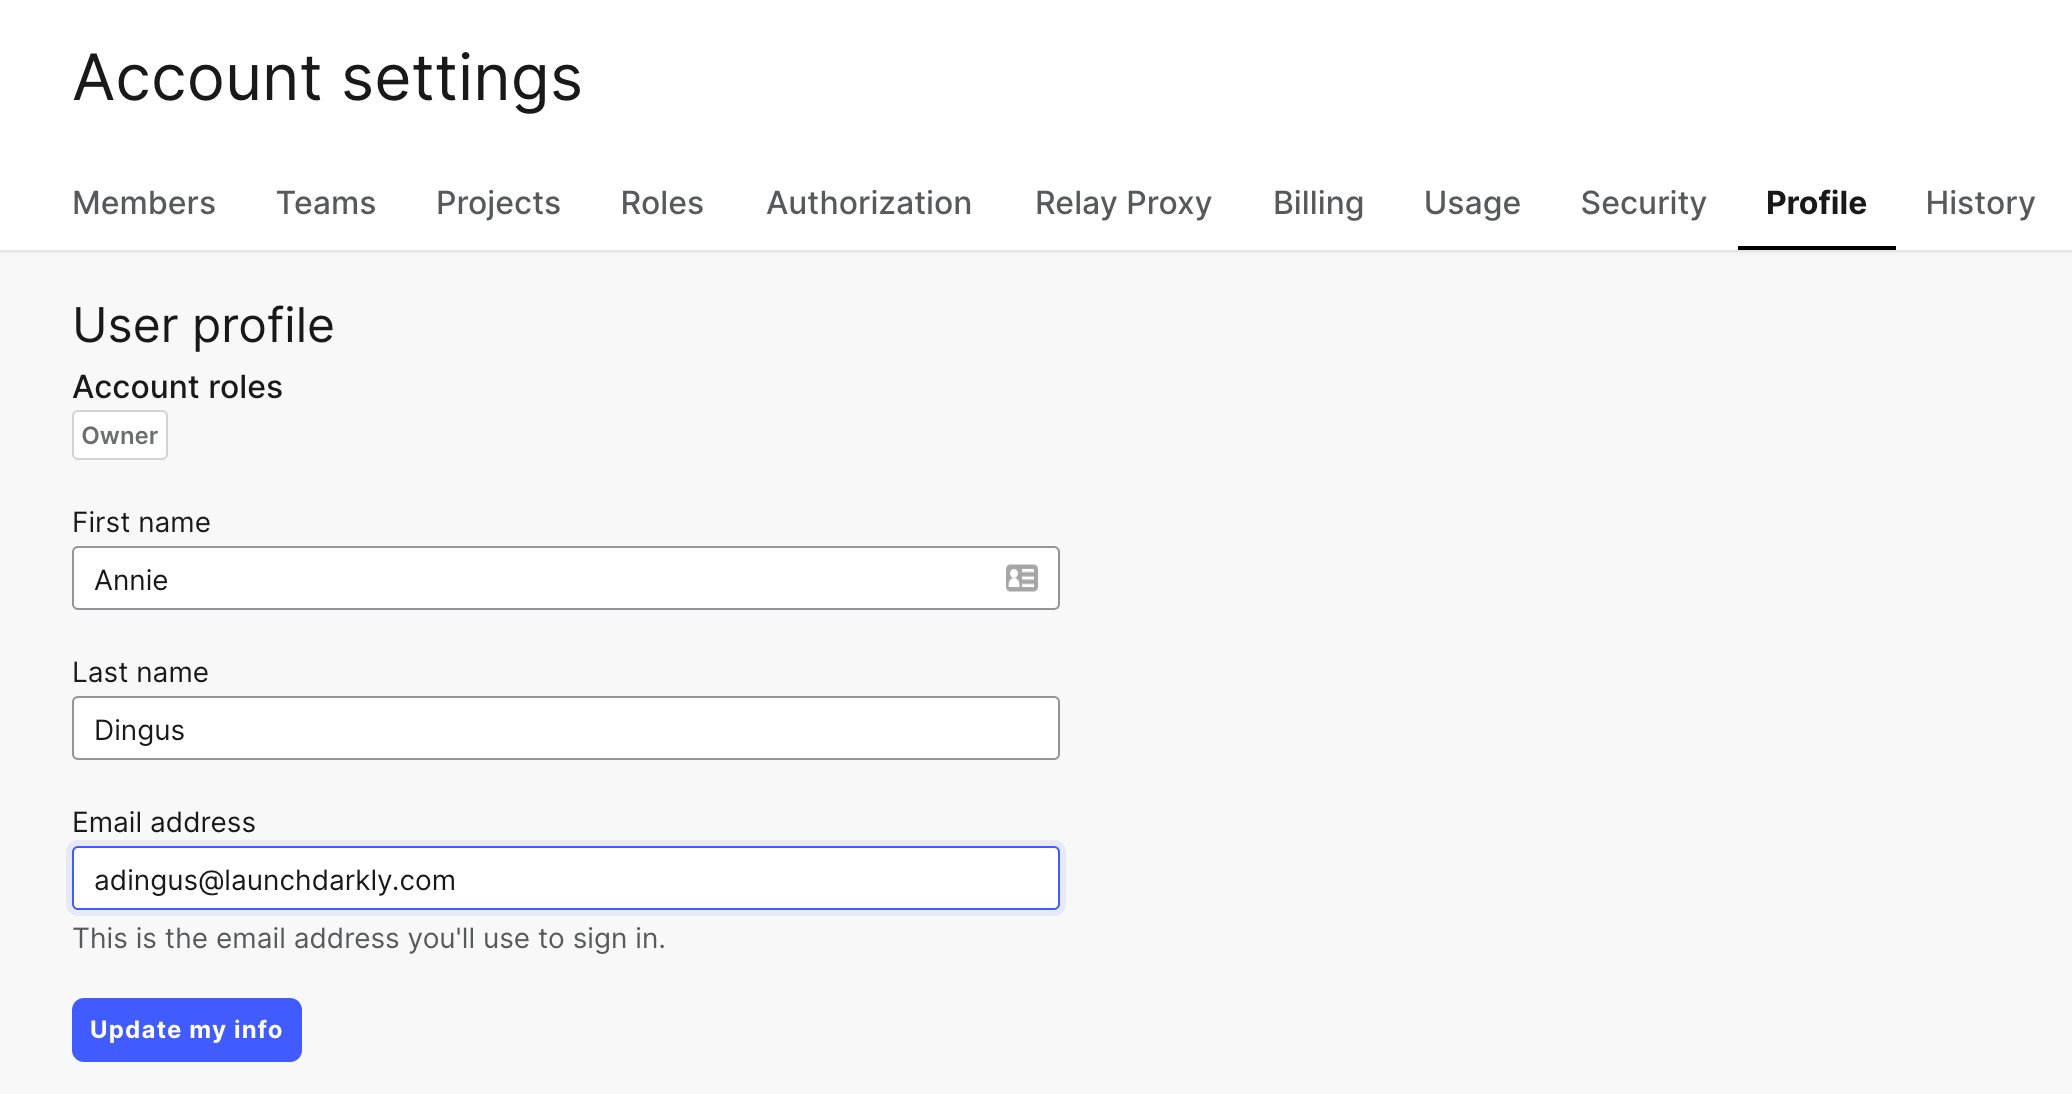 Account settings
Members Teams Projects Roles Authorization Relay Proxy Billing Usage Security Profile History
User profile
Account roles
Owner
First name
Annie
Last name
Dingus
Email address
adingus@launchdarkly.com
This is the email address you'll use to sign in.
Update my info